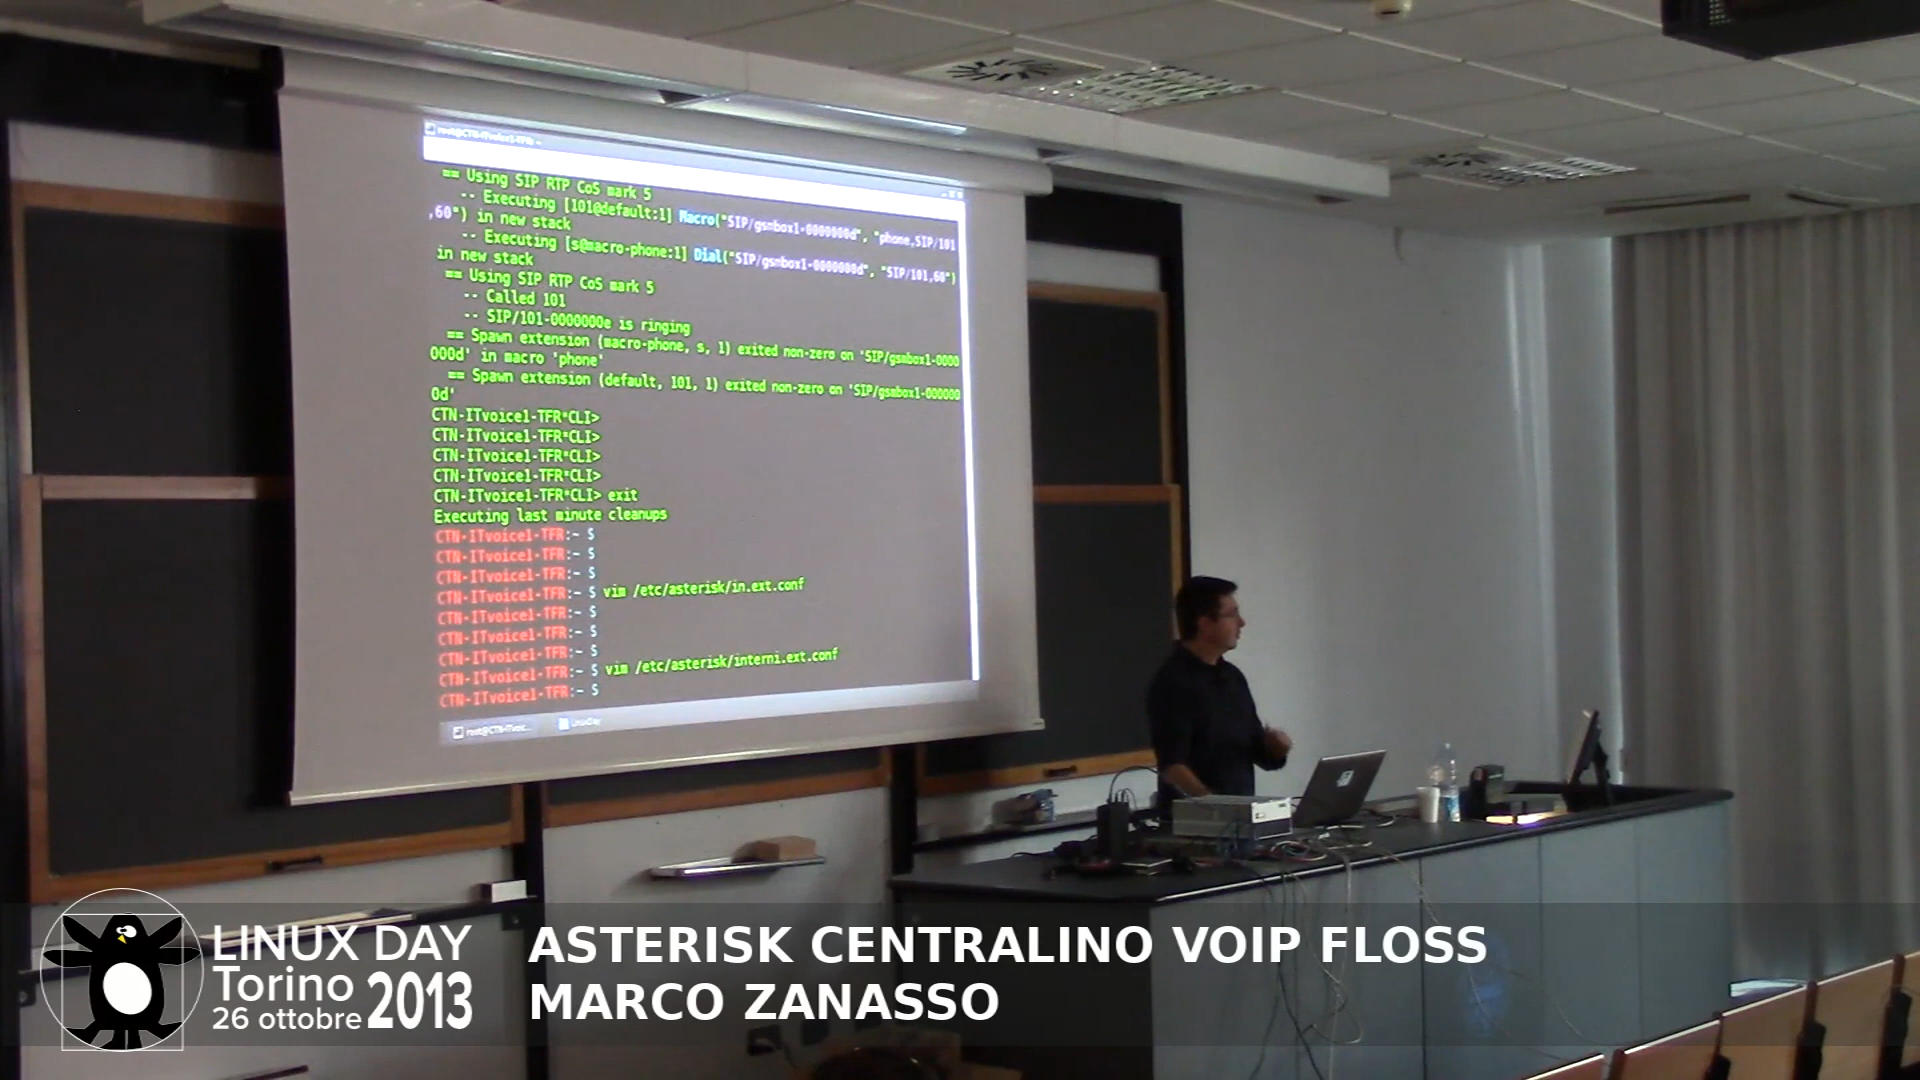 root@CTN-ITvoice1-TFR: ~
== Using SIP RTP CoS mark 5
-- Executing [101@default:1] Macro("SIP/gsmbox1-0000000d", "phone,SIP/101
,60") in new stack
-- Executing [s@macro-phone:1] Dial("SIP/gsmbox1-0000000d", "SIP/101,60")
in new stack
== Using SIP RTP CoS mark 5
-- Called 101
-- SIP/101-0000000e is ringing
== Spawn extension (macro-phone, s, 1) exited non-zero on 'SIP/gsmbox1-0000
000d' in macro 'phone'
== Spawn extension (default, 101, 1) exited non-zero on 'SIP/gsmbox1-000000
0d'
CTN-ITvoice1-TFR*CLI>
CTN-ITvoice1-TFR*CLI>
CTN-ITvoice1-TFR*CLI>
CTN-ITvoice1-TFR*CLI>
CTN-ITvoice1-TFR*CLI> exit
Executing last minute cleanups
CTN-ITvoice1-TFR:~ $
CTN-ITvoice1-TFR:~ $
CTN-ITvoice1-TFR:~ $
CTN-ITvoice1-TFR:~ $ vim /etc/asterisk/in.ext.conf
CTN-ITvoice1-TFR:~ $
CTN-ITvoice1-TFR:~ $
CTN-ITvoice1-TFR:~ $
CTN-ITvoice1-TFR:~ $ vim /etc/asterisk/interni.ext.conf
CTN-ITvoice1-TFR:~ $
root@CTN-ITvoic... LinuxDay
LINUX DAY
Torino
26 ottobre 2013
ASTERISK CENTRALINO VOIP FLOSS
MARCO ZANASSO